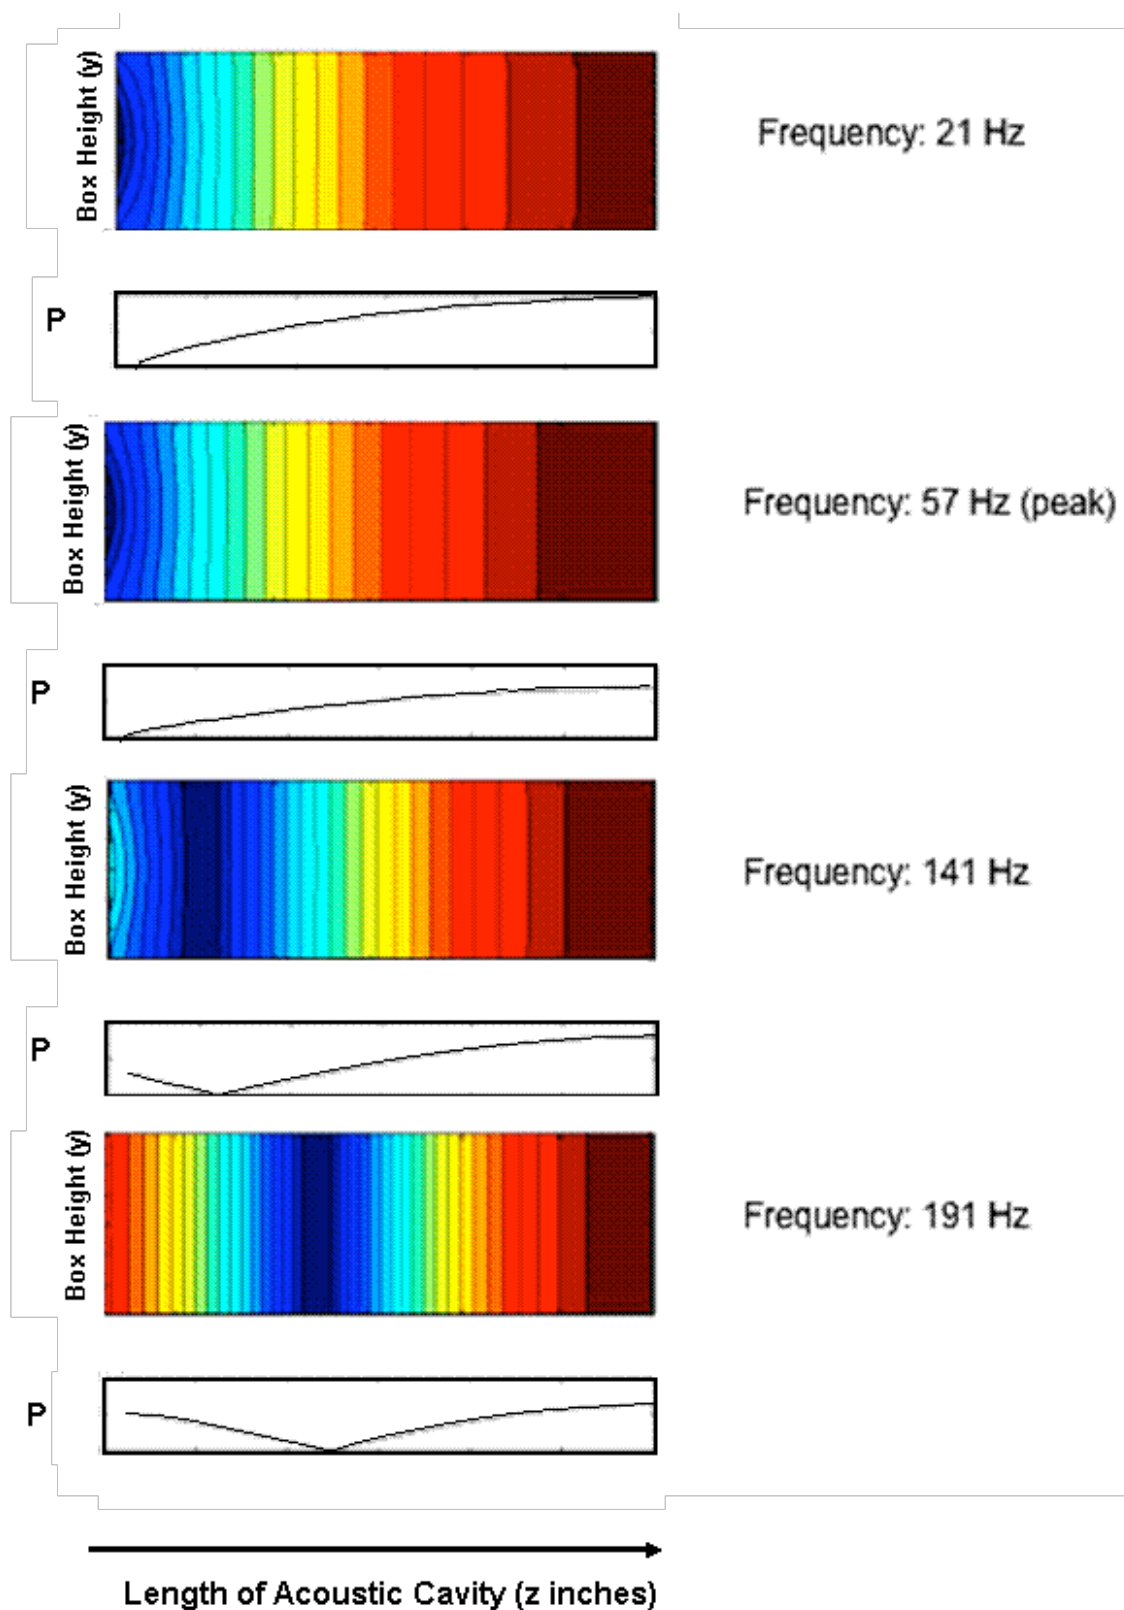 Box Height (y)
Frequency: 21 Hz
P
Box Height (y)
Frequency: 57 Hz (peak)
P
Box Height (y)
Frequency: 141 Hz
P
Box Height (y)
Frequency: 191 Hz
P
Length of Acoustic Cavity (z inches)